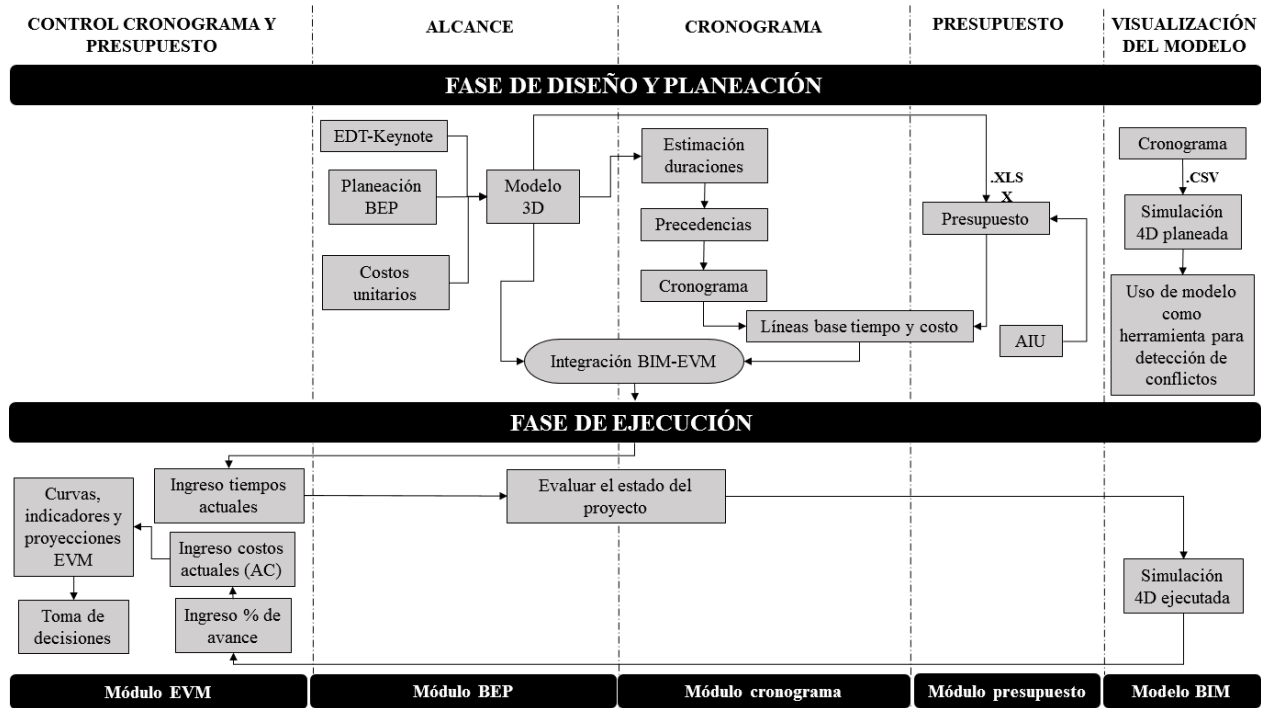 CONTROL CRONOGRAMA Y
PRESUPUESTO
ALCANCE
CRONOGRAMA
PRESUPUESTO
VISUALIZACIÓN
DEL MODELO
FASE DE DISEÑO Y PLANEACIÓN
EDT-Keynote
Planeación
BEP
Costos
unitarios
Modelo
3D
Estimación
duraciones
Precedencias
Cronograma
.XLS
X
Presupuesto
Líneas base tiempo y costo
AIU
Integración BIM-EVM
Cronograma
.CSV
Simulación
4D planeada
Uso de modelo
como
herramienta para
detección de
conflictos
FASE DE EJECUCIÓN
Curvas,
indicadores y
proyecciones
EVM
Toma de
decisiones
Ingreso tiempos
actuales
Ingreso costos
actuales (AC)
Ingreso % de
avance
Evaluar el estado del
proyecto
Simulación
4D ejecutada
Módulo EVM
Módulo BEP
Módulo cronograma
Módulo presupuesto
Modelo BIM